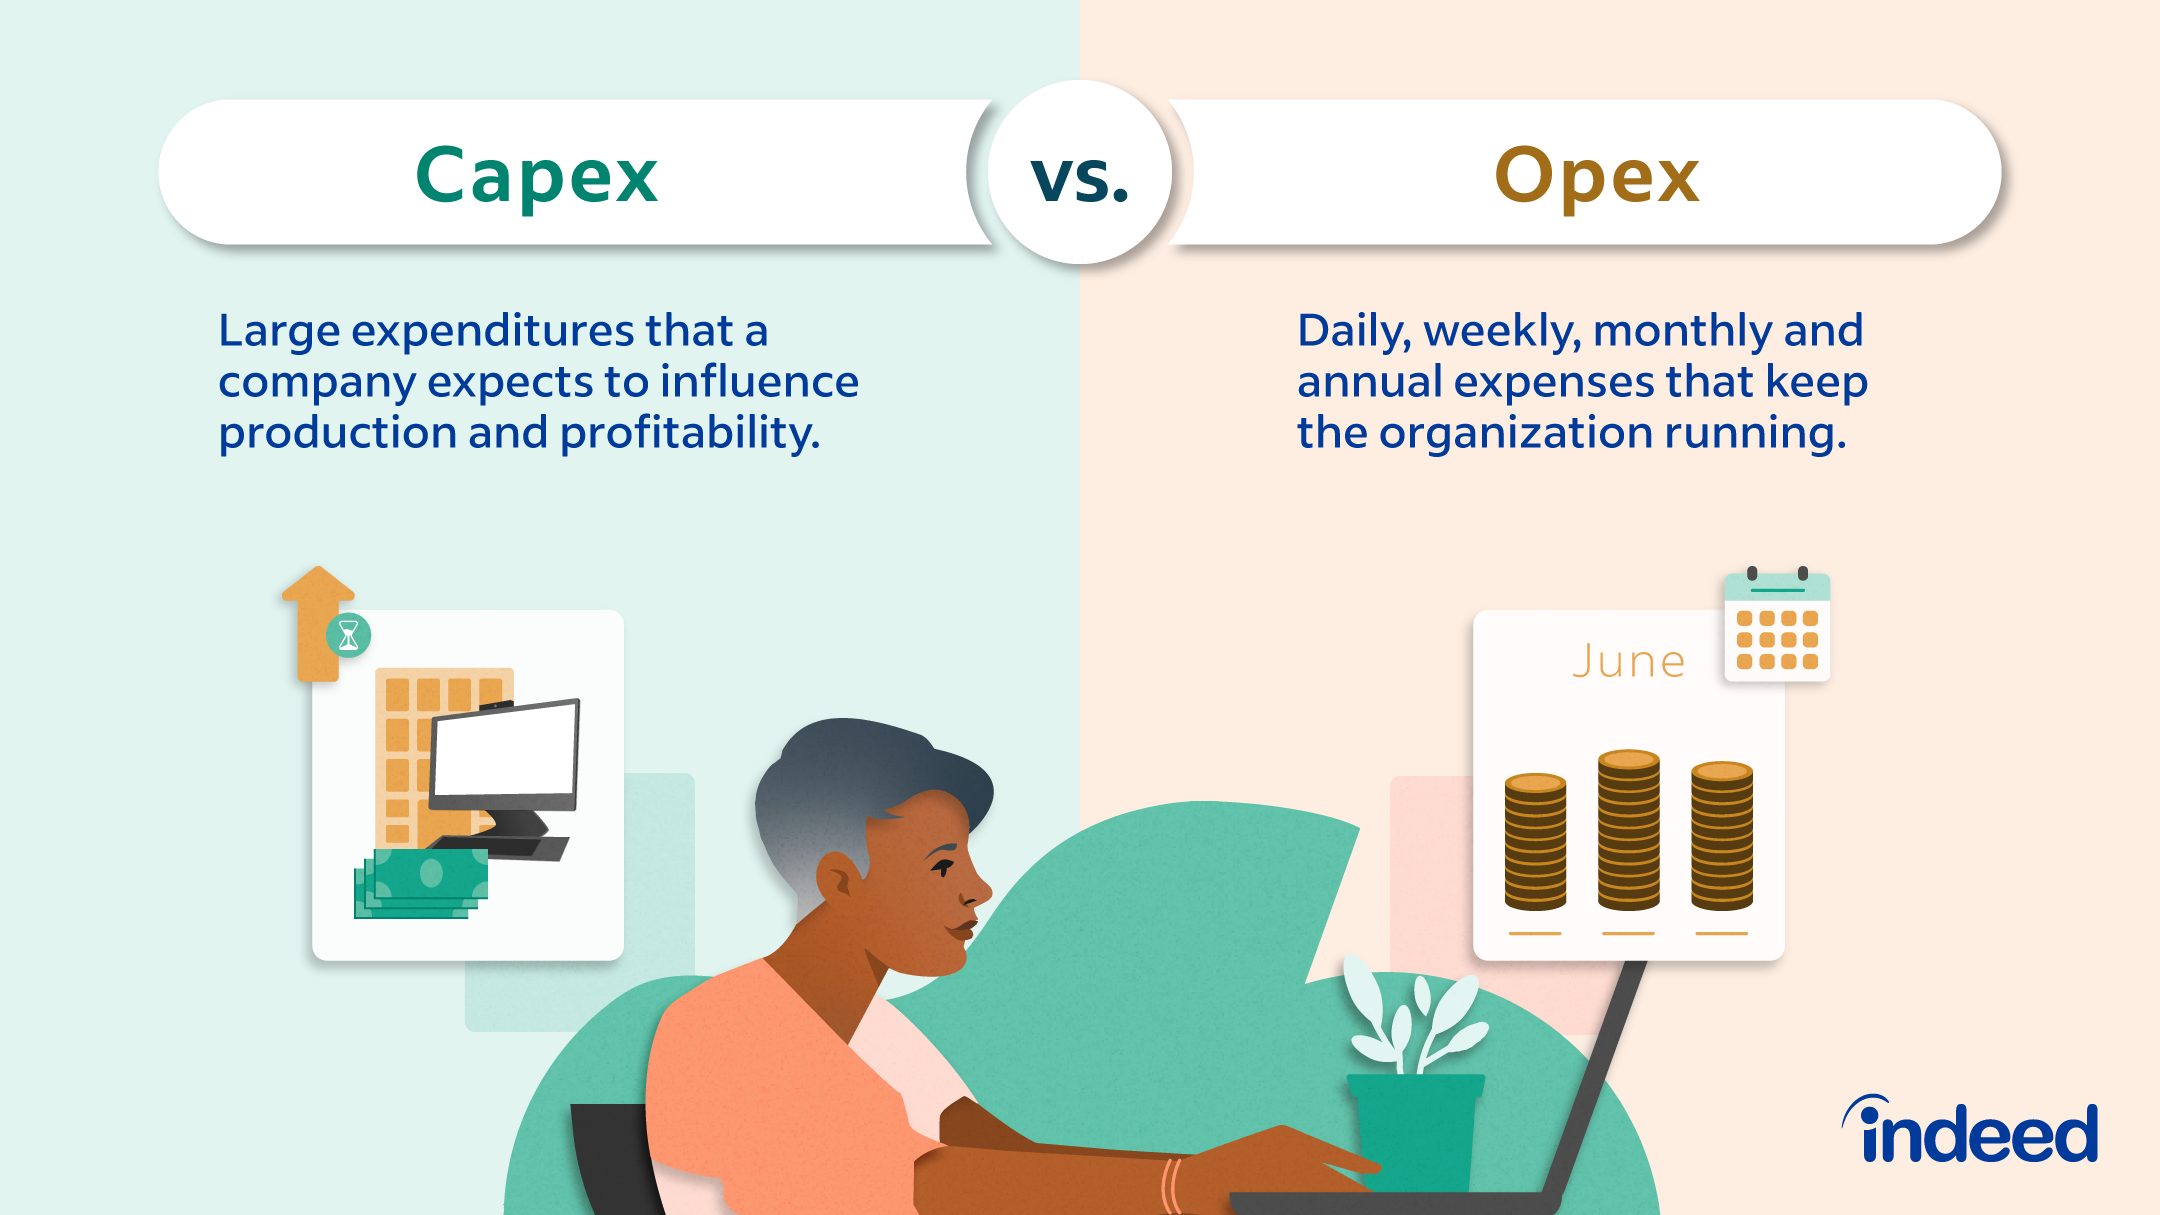 Capex
vs.
Opex
Large expenditures that a
company expects to influence
production and profitability.
Daily, weekly, monthly and
annual expenses that keep
the organization running.
June
indeed